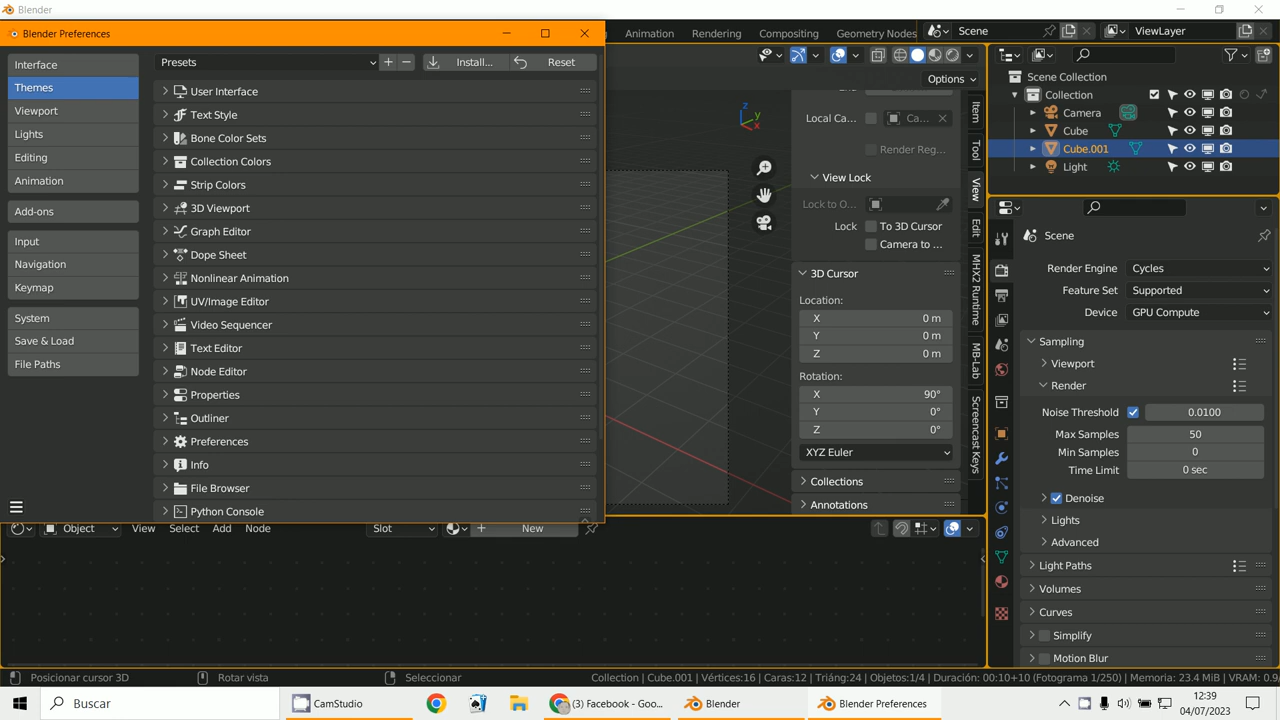 Blender
Blender Preferences
Animation
Rendering
Compositing
Geometry Nodes
Scene
ViewLayer
Interface
Themes
Viewport
Lights
Editing
Animation
Add-ons
Input
Navigation
Keymap
System
Save & Load
File Paths
Presets
Install...
Reset
User Interface
Text Style
Bone Color Sets
Collection Colors
Strip Colors
3D Viewport
Graph Editor
Dope Sheet
Nonlinear Animation
UV/Image Editor
Video Sequencer
Text Editor
Node Editor
Properties
Outliner
Preferences
Info
File Browser
Python Console
Options
Z
Y
X
Local Ca...
Ca...
Render Reg...
View Lock
Lock to O...
Lock To 3D Cursor
Camera to ...
3D Cursor
Location:
X 0 m
Y 0 m
Z 0 m
Rotation:
X 90°
Y 0°
Z 0°
XYZ Euler
Collections
Annotations
Item
Tool
View
Edit
MHX2 Runtime
MB-Lab
Screencast Keys
Scene Collection
Collection
Camera
Cube
Cube.001
Light
Scene
Render Engine Cycles
Feature Set Supported
Device GPU Compute
Sampling
Viewport
Render
Noise Threshold 0.0100
Max Samples 50
Min Samples 0
Time Limit 0 sec
Denoise
Lights
Advanced
Light Paths
Volumes
Curves
Simplify
Motion Blur
Object
View
Select
Add
Node
Slot
New
Posicionar cursor 3D
Rotar vista
Seleccionar
Collection | Cube.001 | Vértices:16 | Caras:12 | Triáng:24 | Objetos:1/4 | Duración: 00:10+10 (Fotograma 1/250) | Memoria: 23.4 MiB | VRAM: 0.9/
Buscar
CamStudio
(3) Facebook - Goo...
Blender
Blender Preferences
12:39
04/07/2023